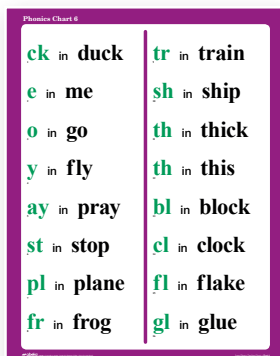 Phonics Chart 6
ck in duck
e in me
o in go
y in fly
ay in pray
st in stop
pl in plane
fr in frog
tr in train
sh in ship
th in thick
th in this
bl in block
cl in clock
fl in flake
gl in glue